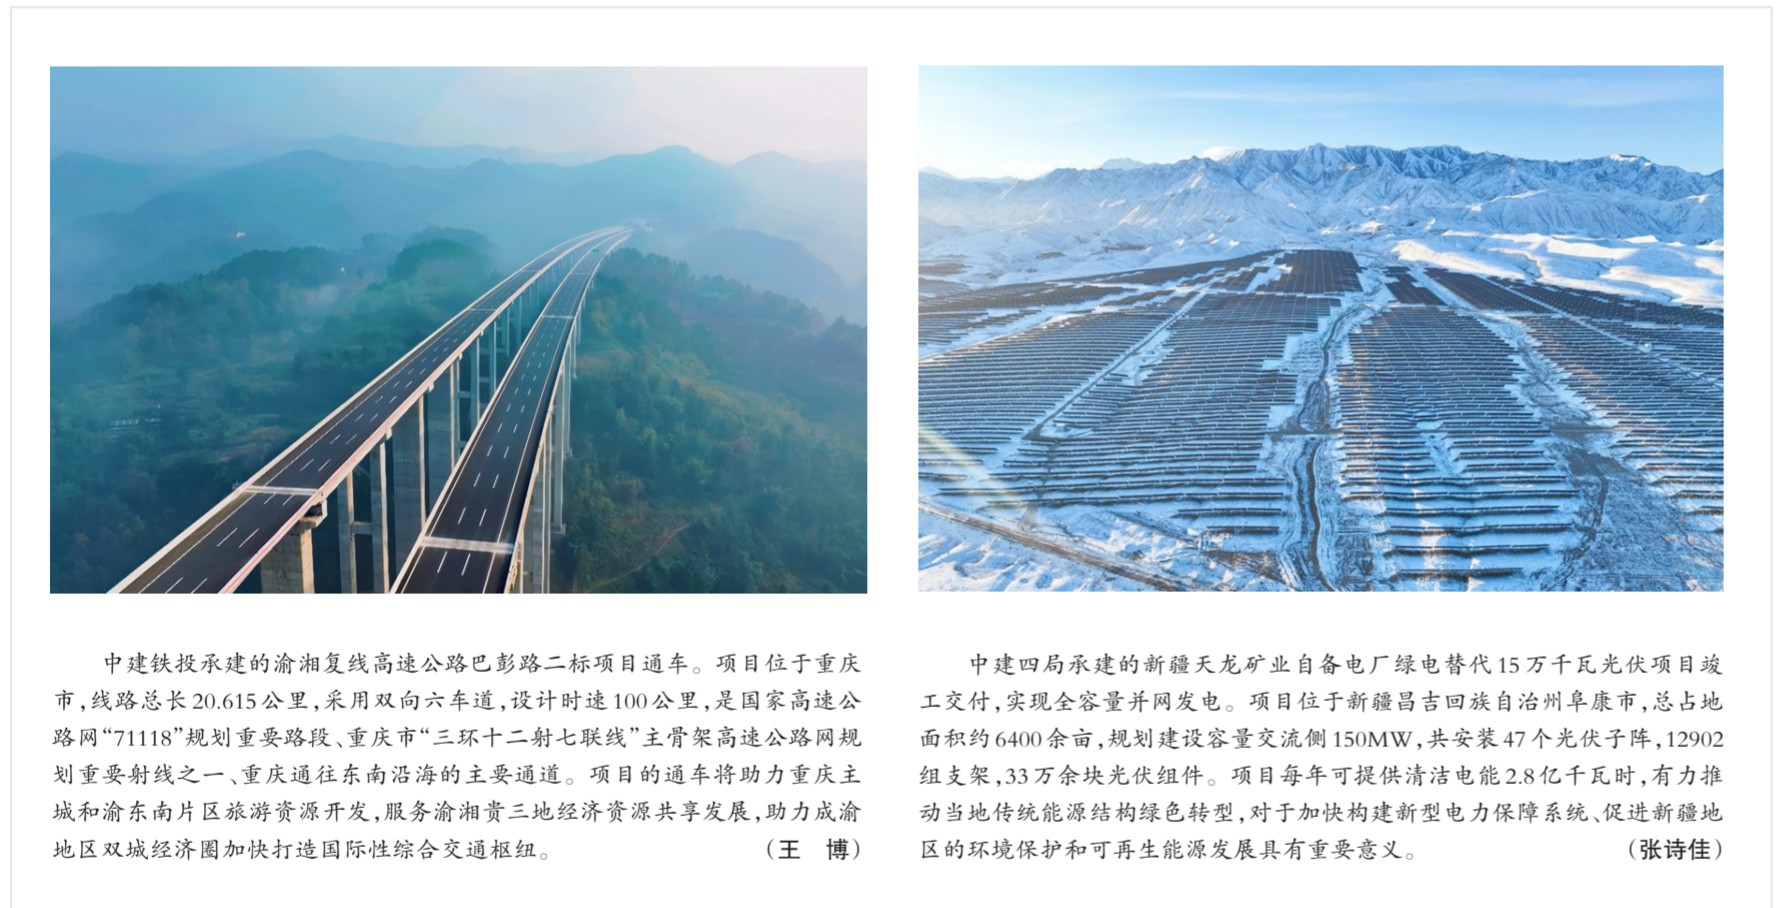 中建铁投承建的渝湘复线高速公路巴彭路二标项目通车。项目位于重庆
市,线路总长20.615公里,采用双向六车道,设计时速100公里,是国家高速公
路网“71118”规划重要路段、重庆市“三环十二射七联线”主骨架高速公路网规
划重要射线之一、重庆通往东南沿海的主要通道。项目的通车将助力重庆主
城和渝东南片区旅游资源开发,服务渝湘贵三地经济资源共享发展,助力成渝
地区双城经济圈加快打造国际性综合交通枢纽。 （王　博）
中建四局承建的新疆天龙矿业自备电厂绿电替代15万千瓦光伏项目竣
工交付,实现全容量并网发电。项目位于新疆昌吉回族自治州阜康市,总占地
面积约6400余亩,规划建设容量交流侧150MW,共安装47个光伏子阵,12902
组支架,33万余块光伏组件。项目每年可提供清洁电能2.8亿千瓦时,有力推
动当地传统能源结构绿色转型,对于加快构建新型电力保障系统、促进新疆地
区的环境保护和可再生能源发展具有重要意义。 （张诗佳）